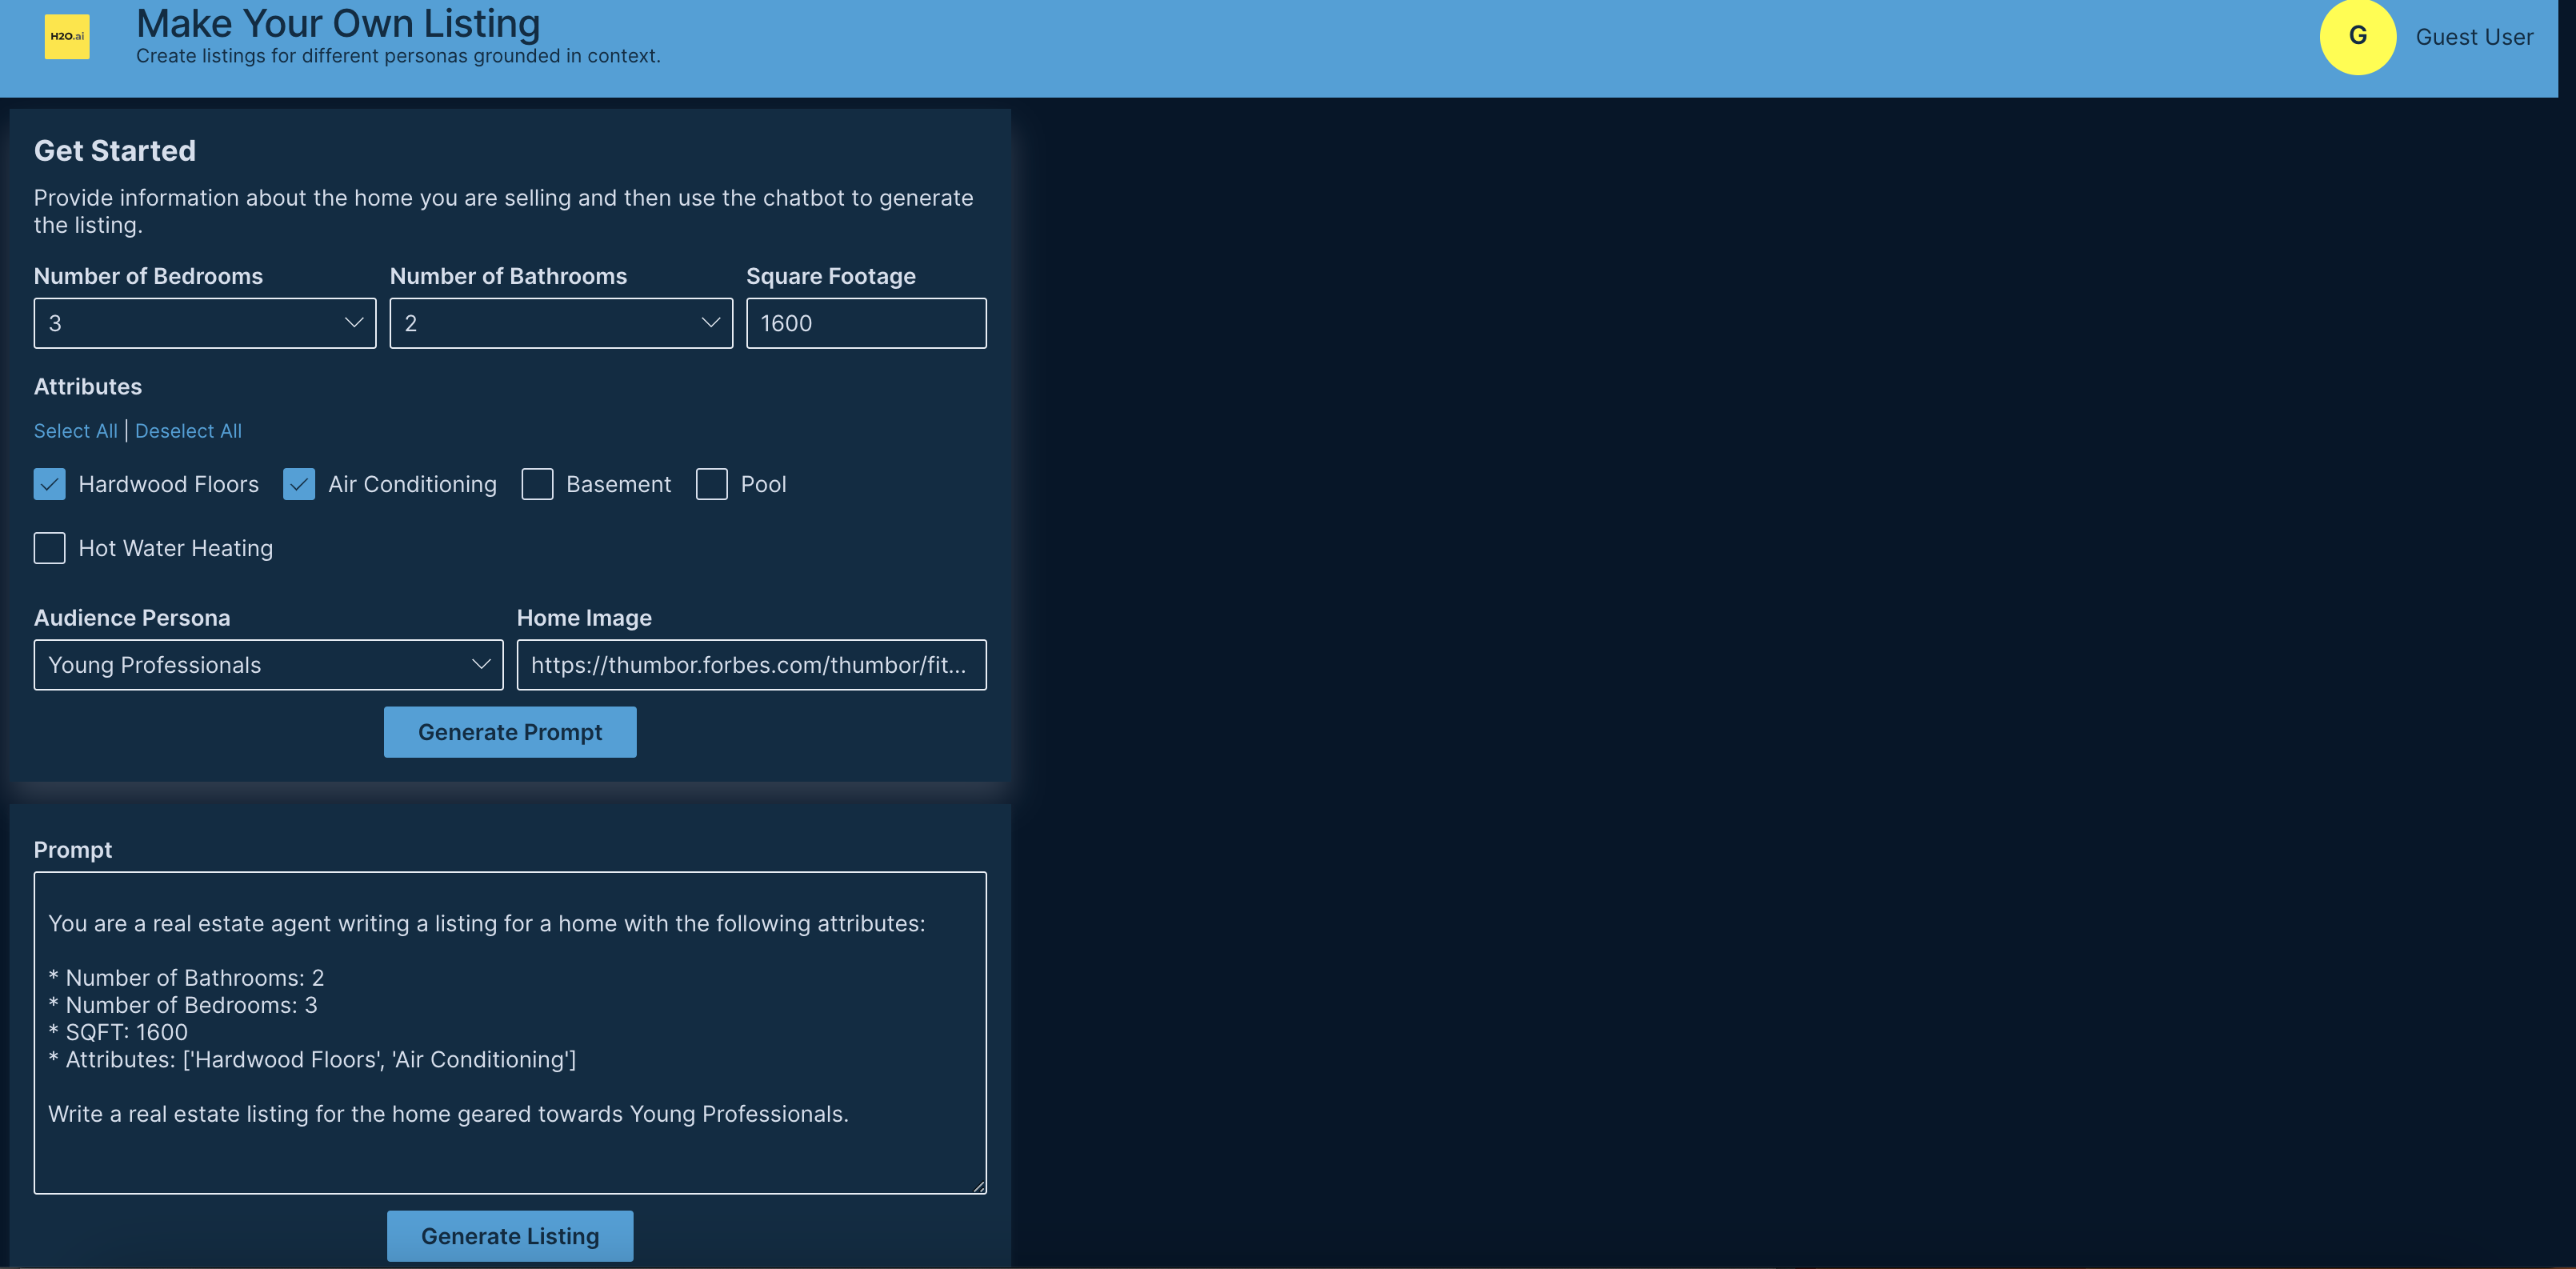 H2O.ai
Make Your Own Listing
Create listings for different personas grounded in context.
G
Guest User
Get Started
Provide information about the home you are selling and then use the chatbot to generate
the listing.
Number of Bedrooms Number of Bathrooms Square Footage
3 2 1600
Attributes
Select All | Deselect All
Hardwood Floors Air Conditioning Basement Pool
Hot Water Heating
Audience Persona Home Image
Young Professionals https://thumbor.forbes.com/thumbor/fit...
Generate Prompt
Prompt
You are a real estate agent writing a listing for a home with the following attributes:
* Number of Bathrooms: 2
* Number of Bedrooms: 3
* SQFT: 1600
* Attributes: ['Hardwood Floors', 'Air Conditioning']
Write a real estate listing for the home geared towards Young Professionals.
Generate Listing